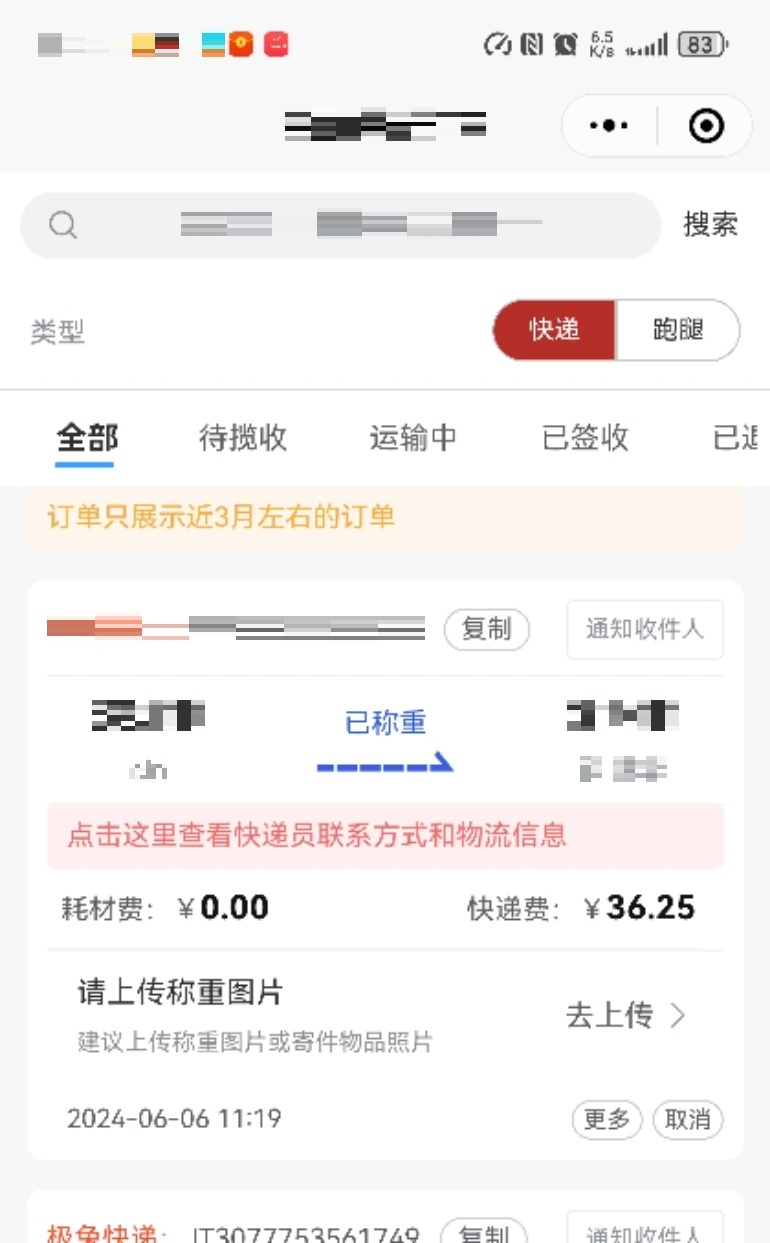 6.5
K/s
83
搜索
类型
快递 跑腿
全部 待揽收 运输中 已签收 已退
订单只展示近3月左右的订单
复制 通知收件人
已称重
点击这里查看快递员联系方式和物流信息
耗材费：￥0.00 快递费：￥36.25
请上传称重图片
去上传
建议上传称重图片或寄件物品照片
2024-06-06 11:19 更多 取消
极兔快递： JT3077753561749 复制 通知收件人